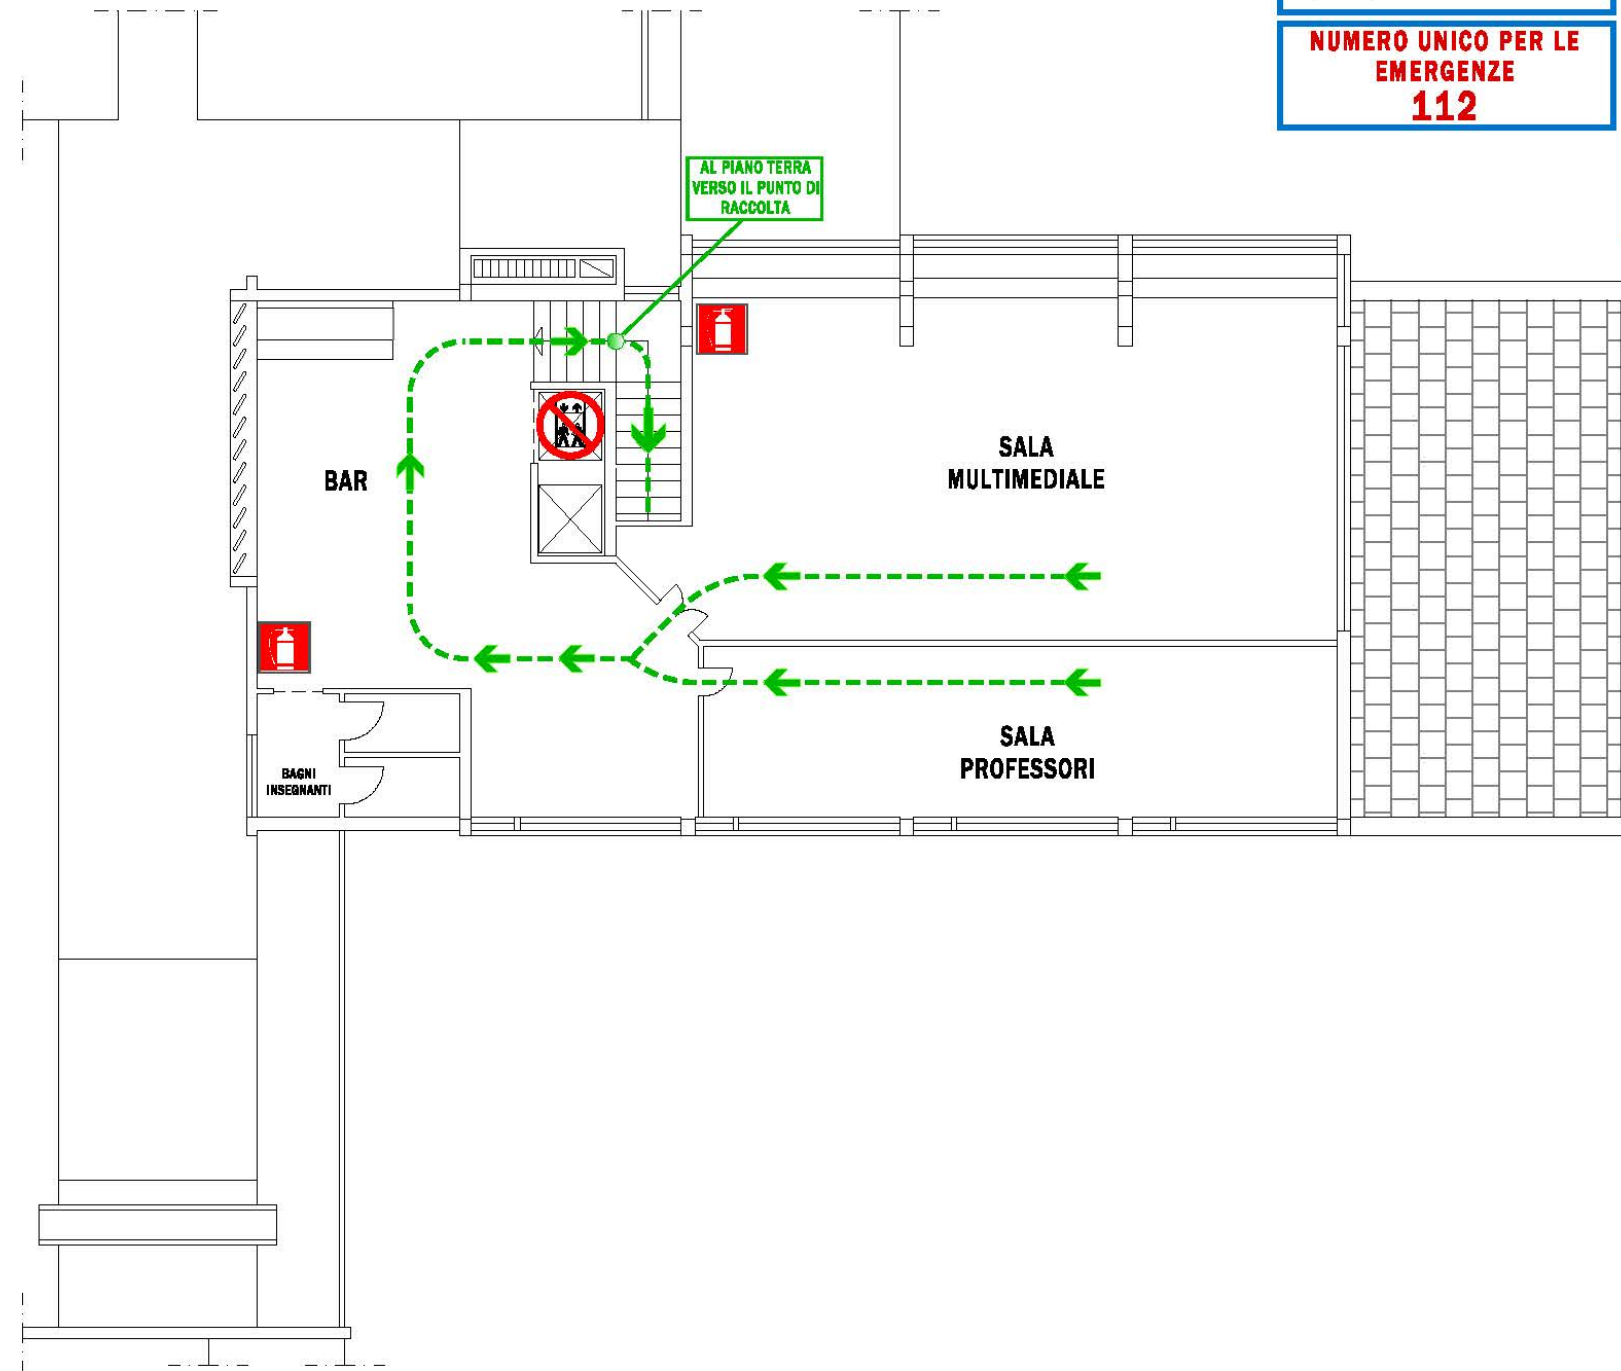 NUMERO UNICO PER LE
EMERGENZE
112
AL PIANO TERRA
VERSO IL PUNTO DI
RACCOLTA
BAR
SALA
MULTIMEDIALE
SALA
PROFESSORI
BAGNI
INSEGNANTI